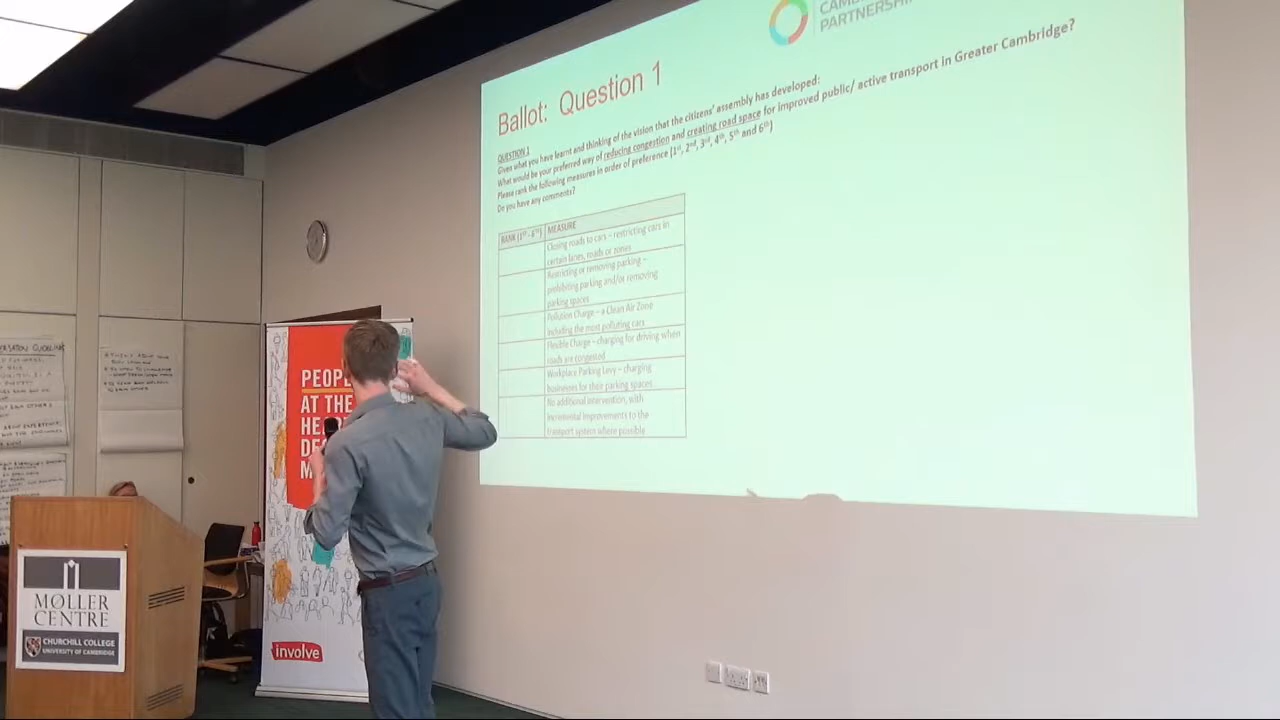 CAMB
PARTNERSHIP
Ballot: Question 1
QUESTION 1
Given what you have learnt and thinking of the vision that the citizens' assembly has developed:
What would be your preferred way of reducing congestion and creating road space for improved public/ active transport in Greater Cambridge?
Please rank the following measures in order of preference (1st, 2nd, 3rd, 4th, 5th and 6th)
Do you have any comments?
RANK (1st - 6th) MEASURE
Closing roads to cars – restricting cars in
certain lanes, roads or zones
Restricting or removing parking –
prohibiting parking and/or removing
parking spaces
Pollution Charge – a Clean Air Zone
including the most polluting cars
Flexible Charge – charging for driving when
roads are congested
Workplace Parking Levy – charging
businesses for their parking spaces
No additional intervention, with
incremental improvements to the
transport system where possible
PEOPL
AT THE
HEA
DE
M
involve
MØLLER
CENTRE
CHURCHILL COLLEGE
UNIVERSITY OF CAMBRIDGE